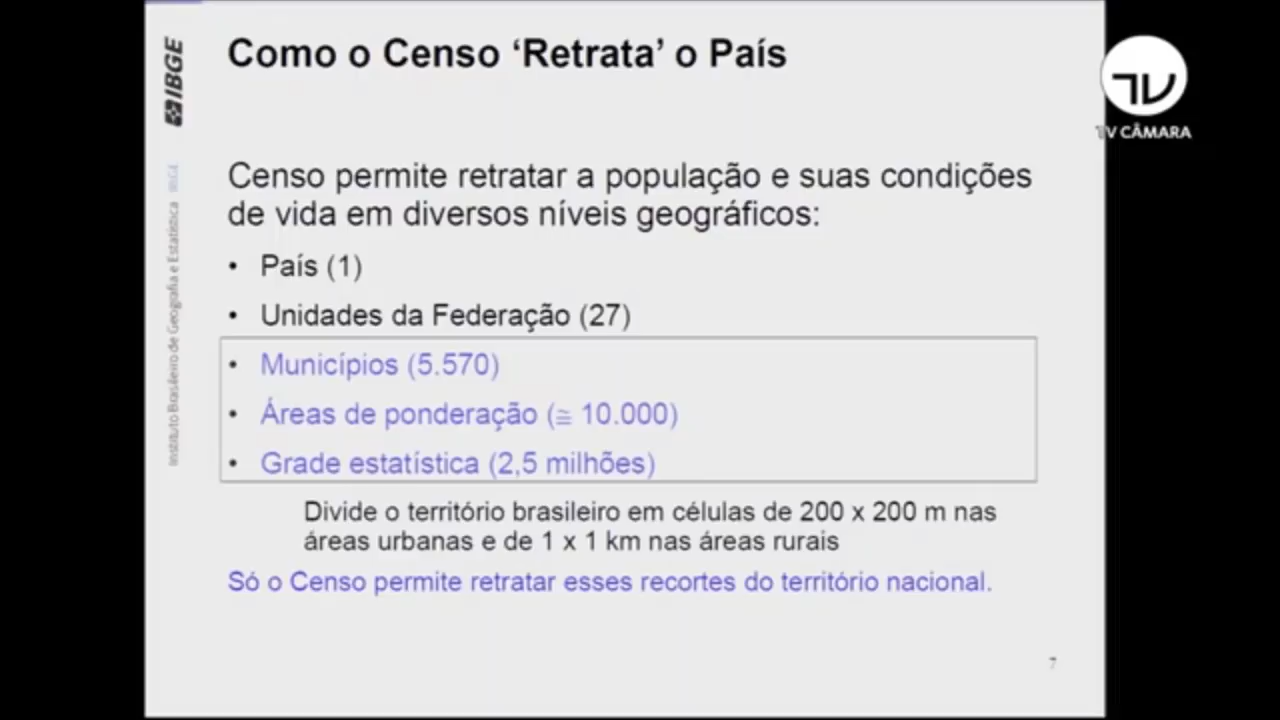 Como o Censo ‘Retrata’ o País
IBGE
TV CÂMARA
Instituto Brasileiro de Geografia e Estatística
Censo permite retratar a população e suas condições
de vida em diversos níveis geográficos:
• País (1)
• Unidades da Federação (27)
• Municípios (5.570)
• Áreas de ponderação (≅ 10.000)
• Grade estatística (2,5 milhões)
Divide o território brasileiro em células de 200 x 200 m nas
áreas urbanas e de 1 x 1 km nas áreas rurais
Só o Censo permite retratar esses recortes do território nacional.
7